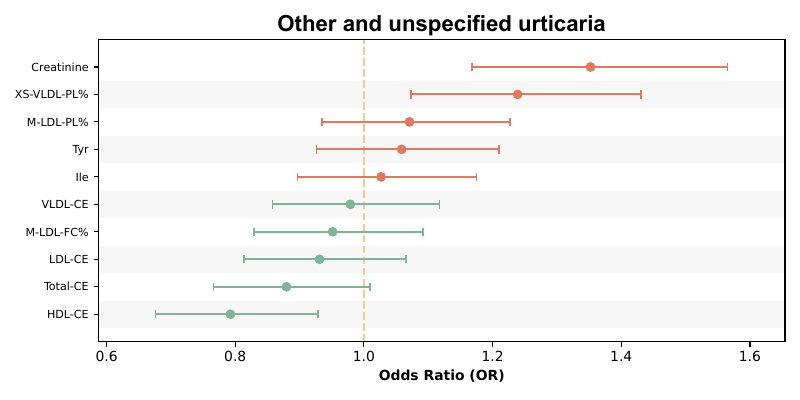 Other and unspecified urticaria
Creatinine
XS-VLDL-PL%
M-LDL-PL%
Tyr
Ile
VLDL-CE
M-LDL-FC%
LDL-CE
Total-CE
HDL-CE
0.6 0.8 1.0 1.2 1.4 1.6
Odds Ratio (OR)